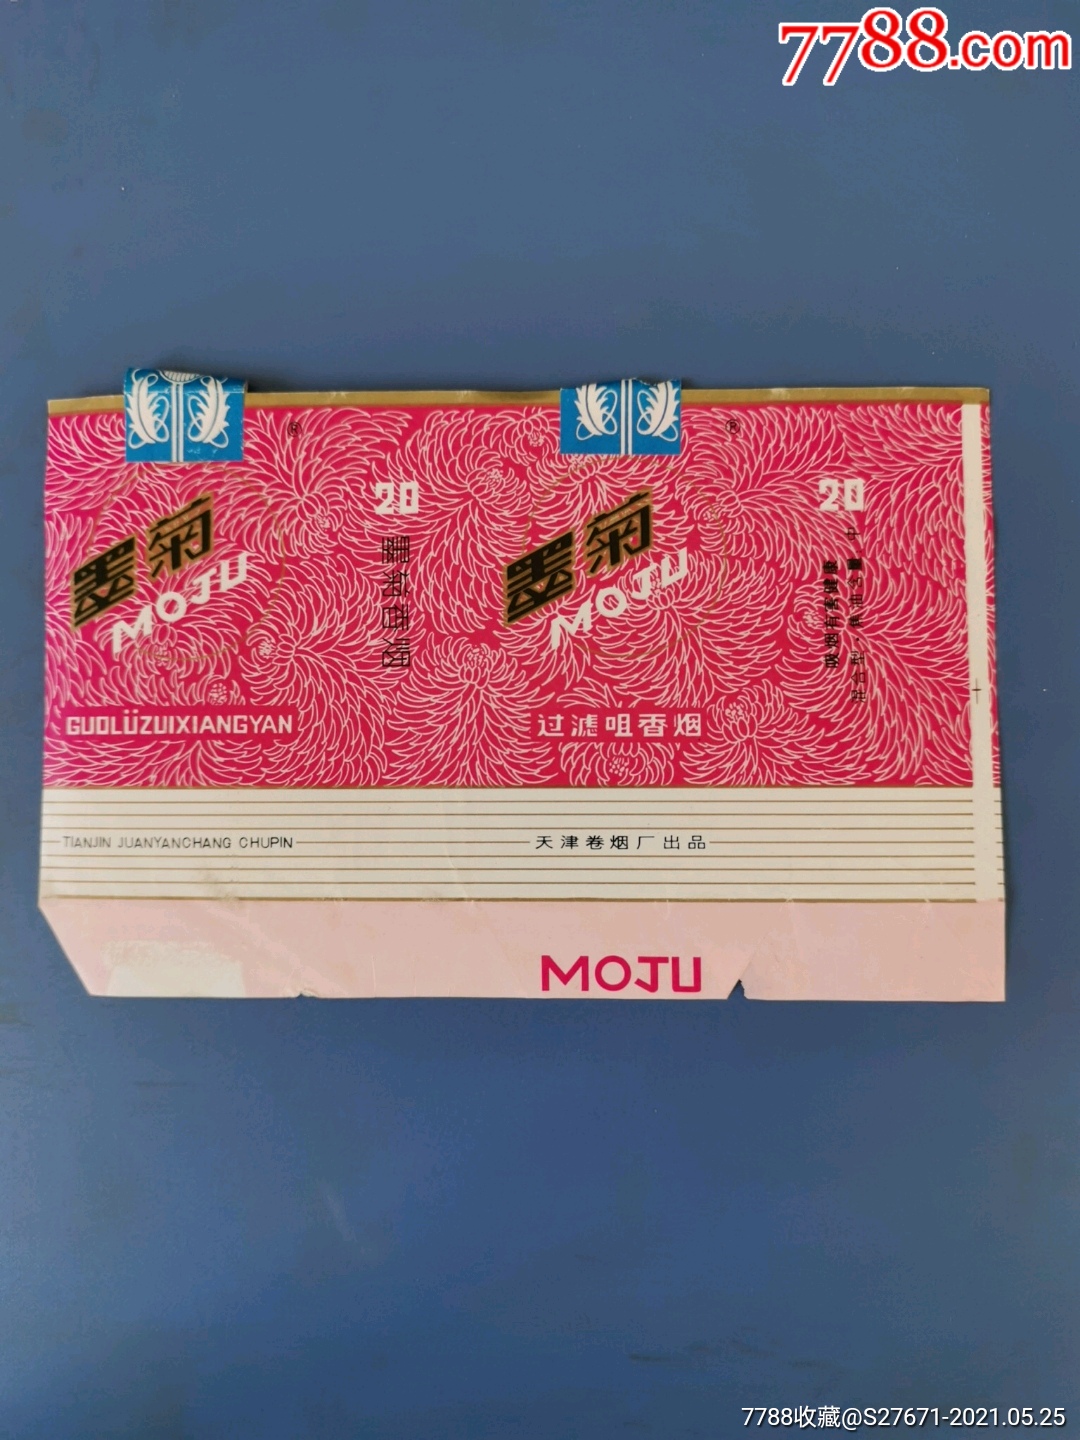 7788.com
®
®
20
20
墨菊
MOJU
墨菊香烟
墨菊
MOJU
吸烟有害健康
混合型·焦油含量 中
GUOLÜZUIXIANGYAN
过滤咀香烟
TIANJIN JUANYANCHANG CHUPIN
天津卷烟厂出品
MOJU
7788收藏@S27671-2021.05.25